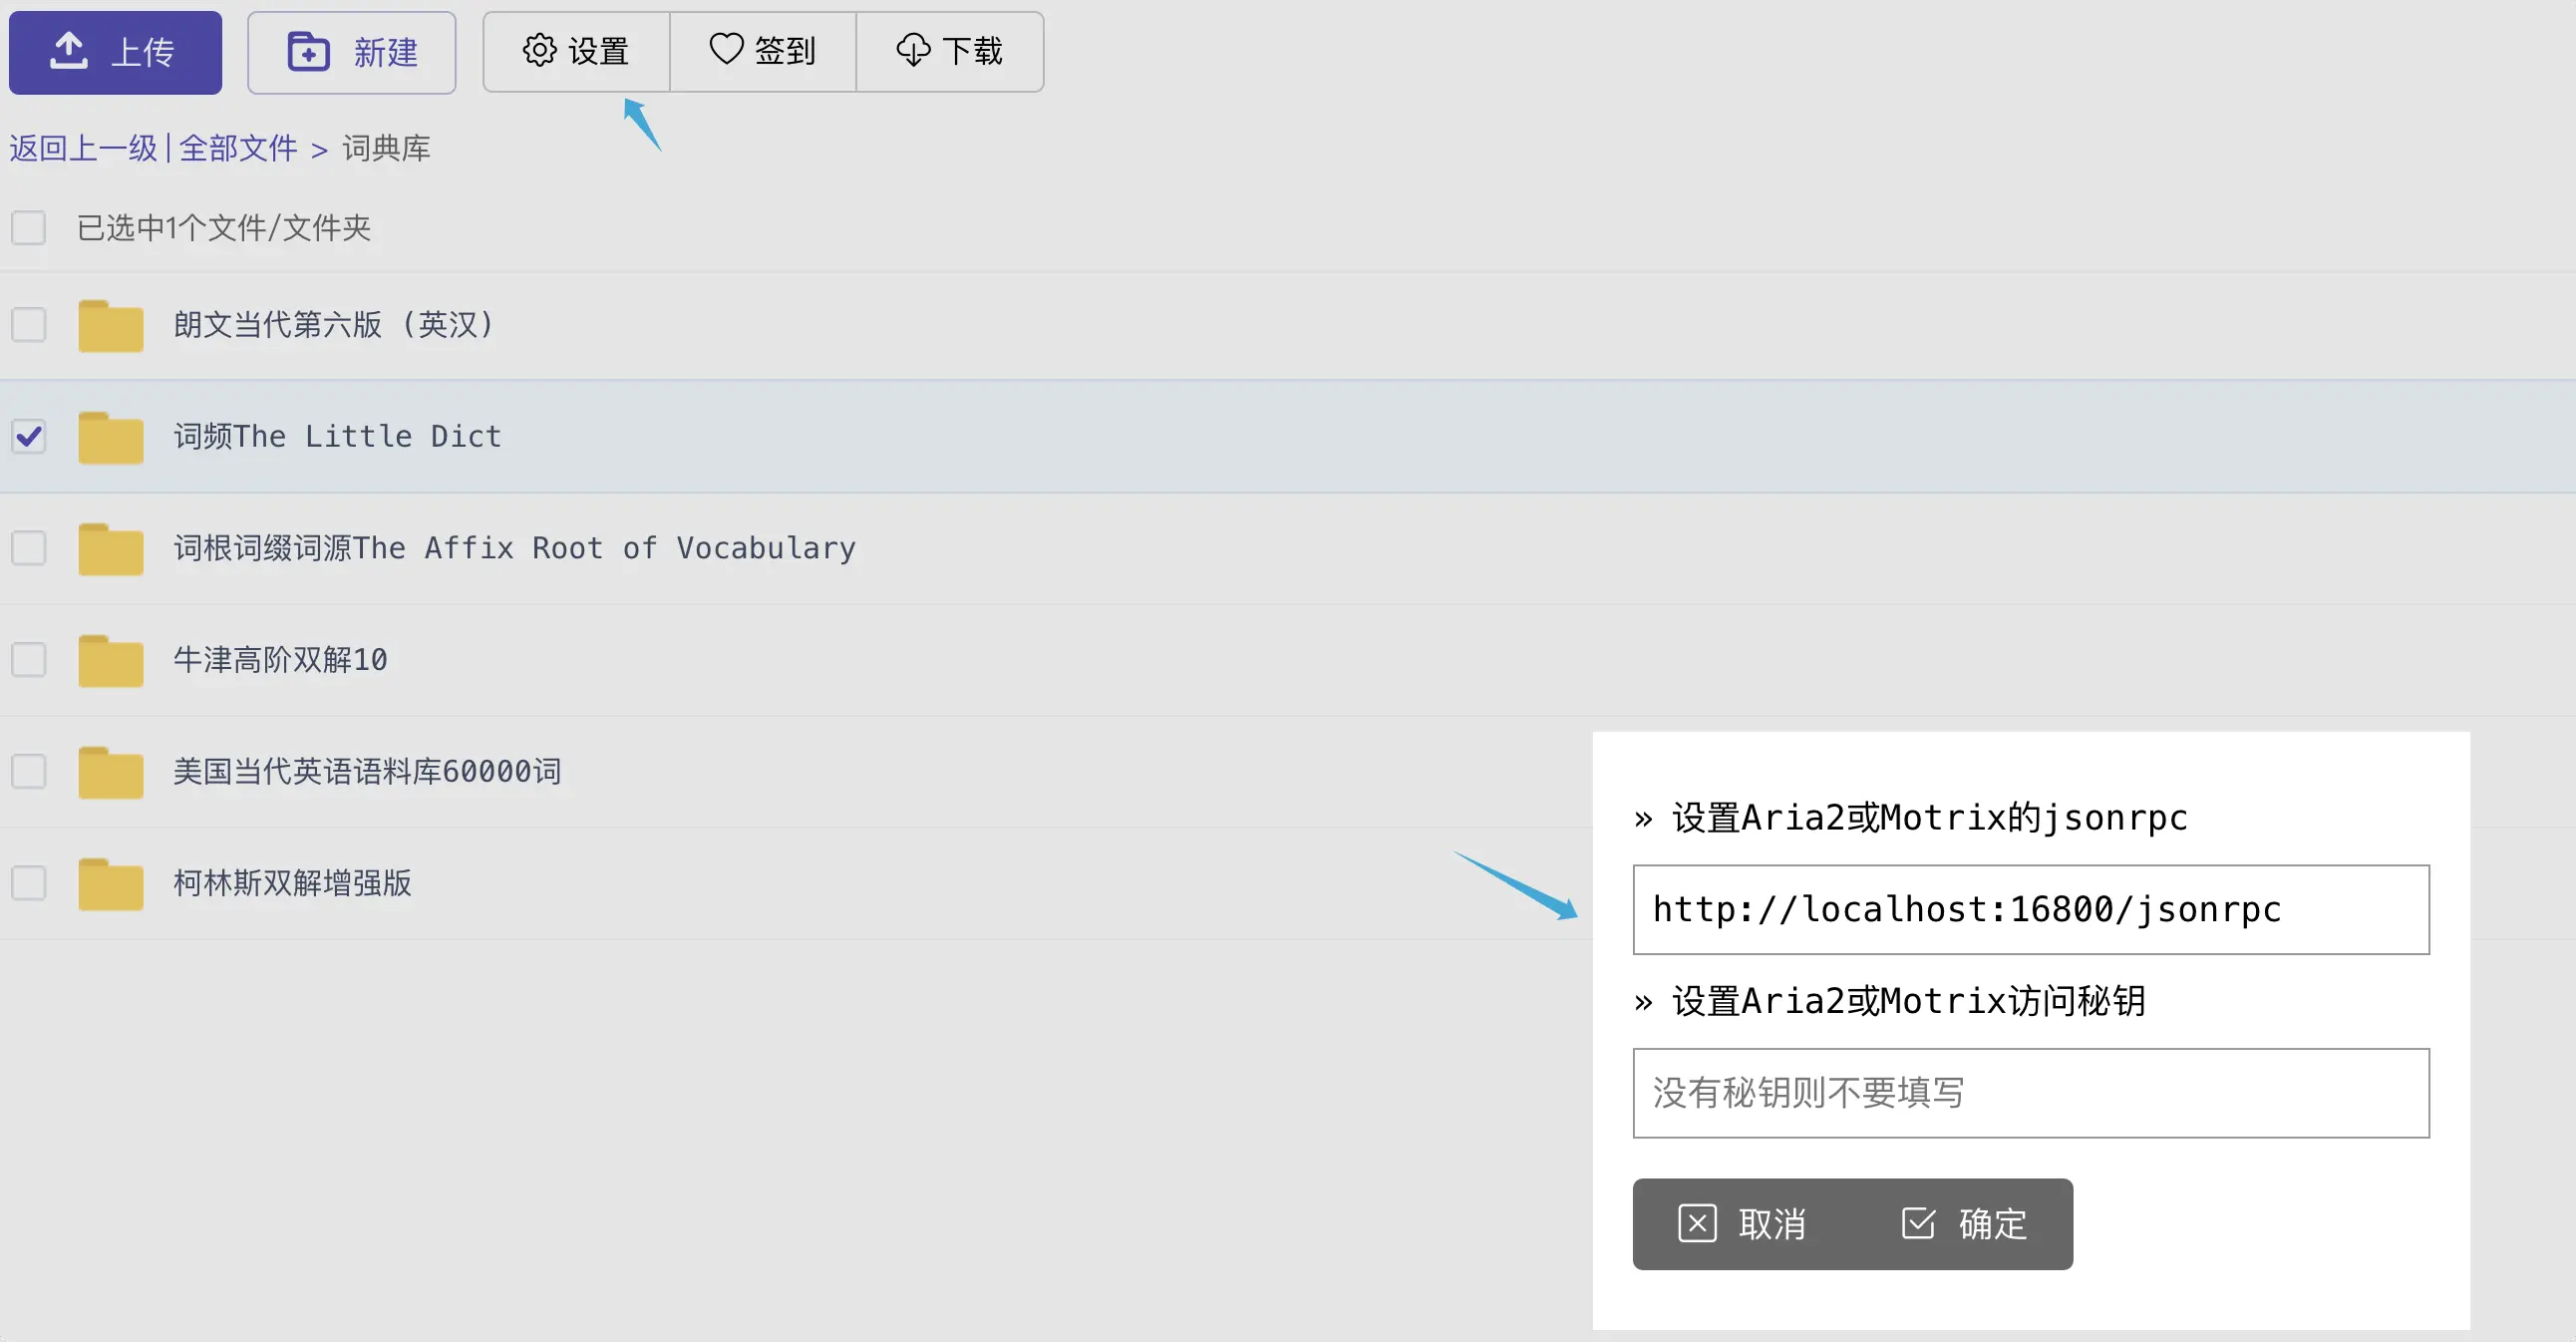 上传 新建 设置 签到 下载
返回上一级|全部文件 > 词典库
已选中1个文件/文件夹
朗文当代第六版 (英汉)
词频The Little Dict
词根词缀词源The Affix Root of Vocabulary
牛津高阶双解10
美国当代英语语料库60000词
柯林斯双解增强版
» 设置Aria2或Motrix的jsonrpc
http://localhost:16800/jsonrpc
» 设置Aria2或Motrix访问秘钥
没有秘钥则不要填写
取消 确定